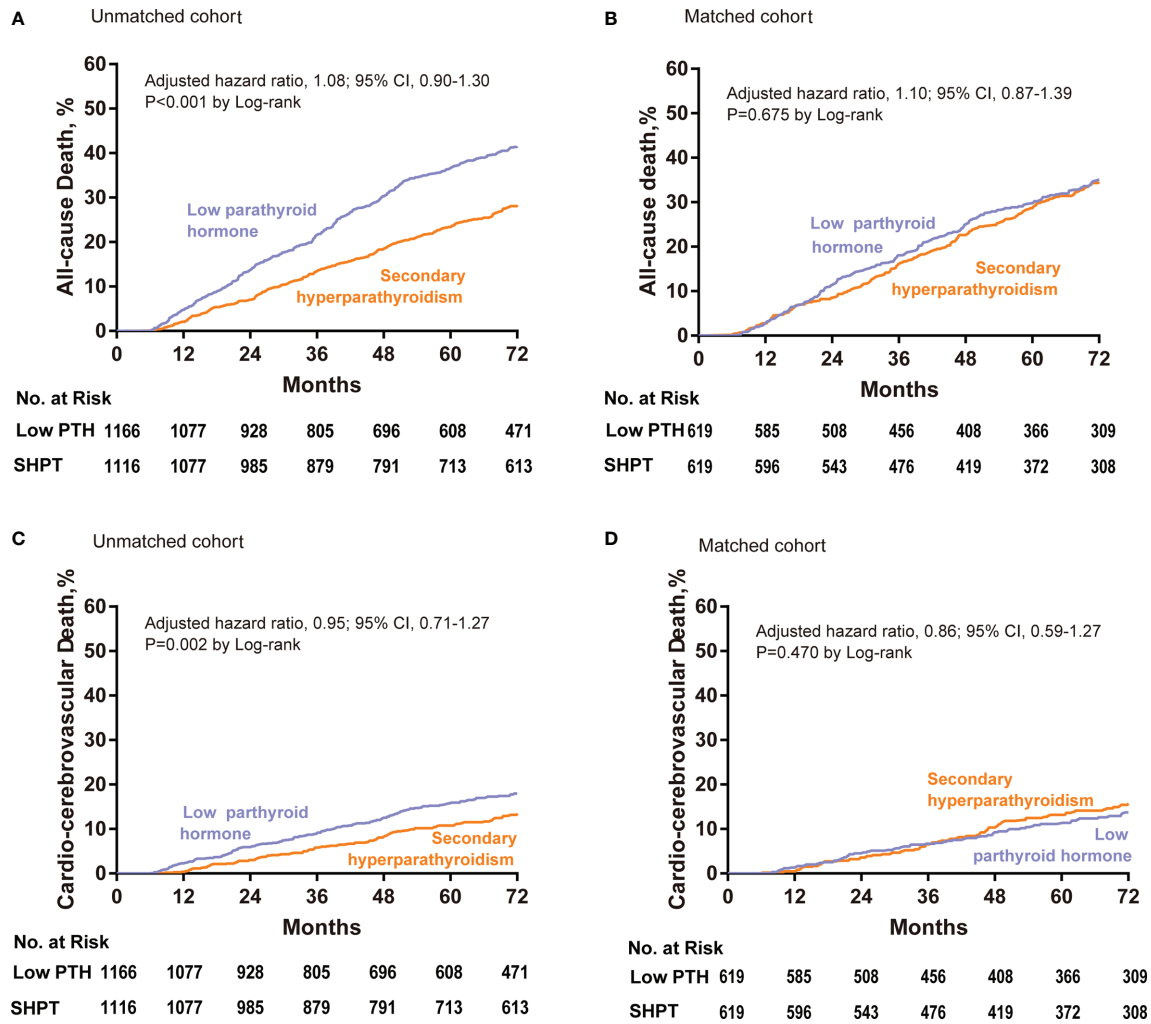 A
Unmatched cohort
Adjusted hazard ratio, 1.08; 95% CI, 0.90-1.30
P<0.001 by Log-rank
All-cause Death, %
60
50
40
30
20
10
0
Low parathyroid
hormone
Secondary
hyperparathyroidism
0 12 24 36 48 60 72
Months
No. at Risk
Low PTH 1166 1077 928 805 696 608 471
SHPT 1116 1077 985 879 791 713 613
B
Matched cohort
Adjusted hazard ratio, 1.10; 95% CI, 0.87-1.39
P=0.675 by Log-rank
All-cause death,%
60
50
40
30
20
10
0
Low parthyroid
hormone
Secondary
hyperparathyroidism
0 12 24 36 48 60 72
Months
No. at Risk
Low PTH 619 585 508 456 408 366 309
SHPT 619 596 543 476 419 372 308
C
Unmatched cohort
Adjusted hazard ratio, 0.95; 95% CI, 0.71-1.27
P=0.002 by Log-rank
Cardio-cerebrovascular Death,%
60
50
40
30
20
10
0
Low parthyroid
hormone
Secondary
hyperparathyroidism
0 12 24 36 48 60 72
Months
No. at Risk
Low PTH 1166 1077 928 805 696 608 471
SHPT 1116 1077 985 879 791 713 613
D
Matched cohort
Adjusted hazard ratio, 0.86; 95% CI, 0.59-1.27
P=0.470 by Log-rank
Cardio-cerebrovascular Death,%
60
50
40
30
20
10
0
Secondary
hyperparathyroidism
Low
parthyroid hormone
0 12 24 36 48 60 72
Months
No. at Risk
Low PTH 619 585 508 456 408 366 309
SHPT 619 596 543 476 419 372 308